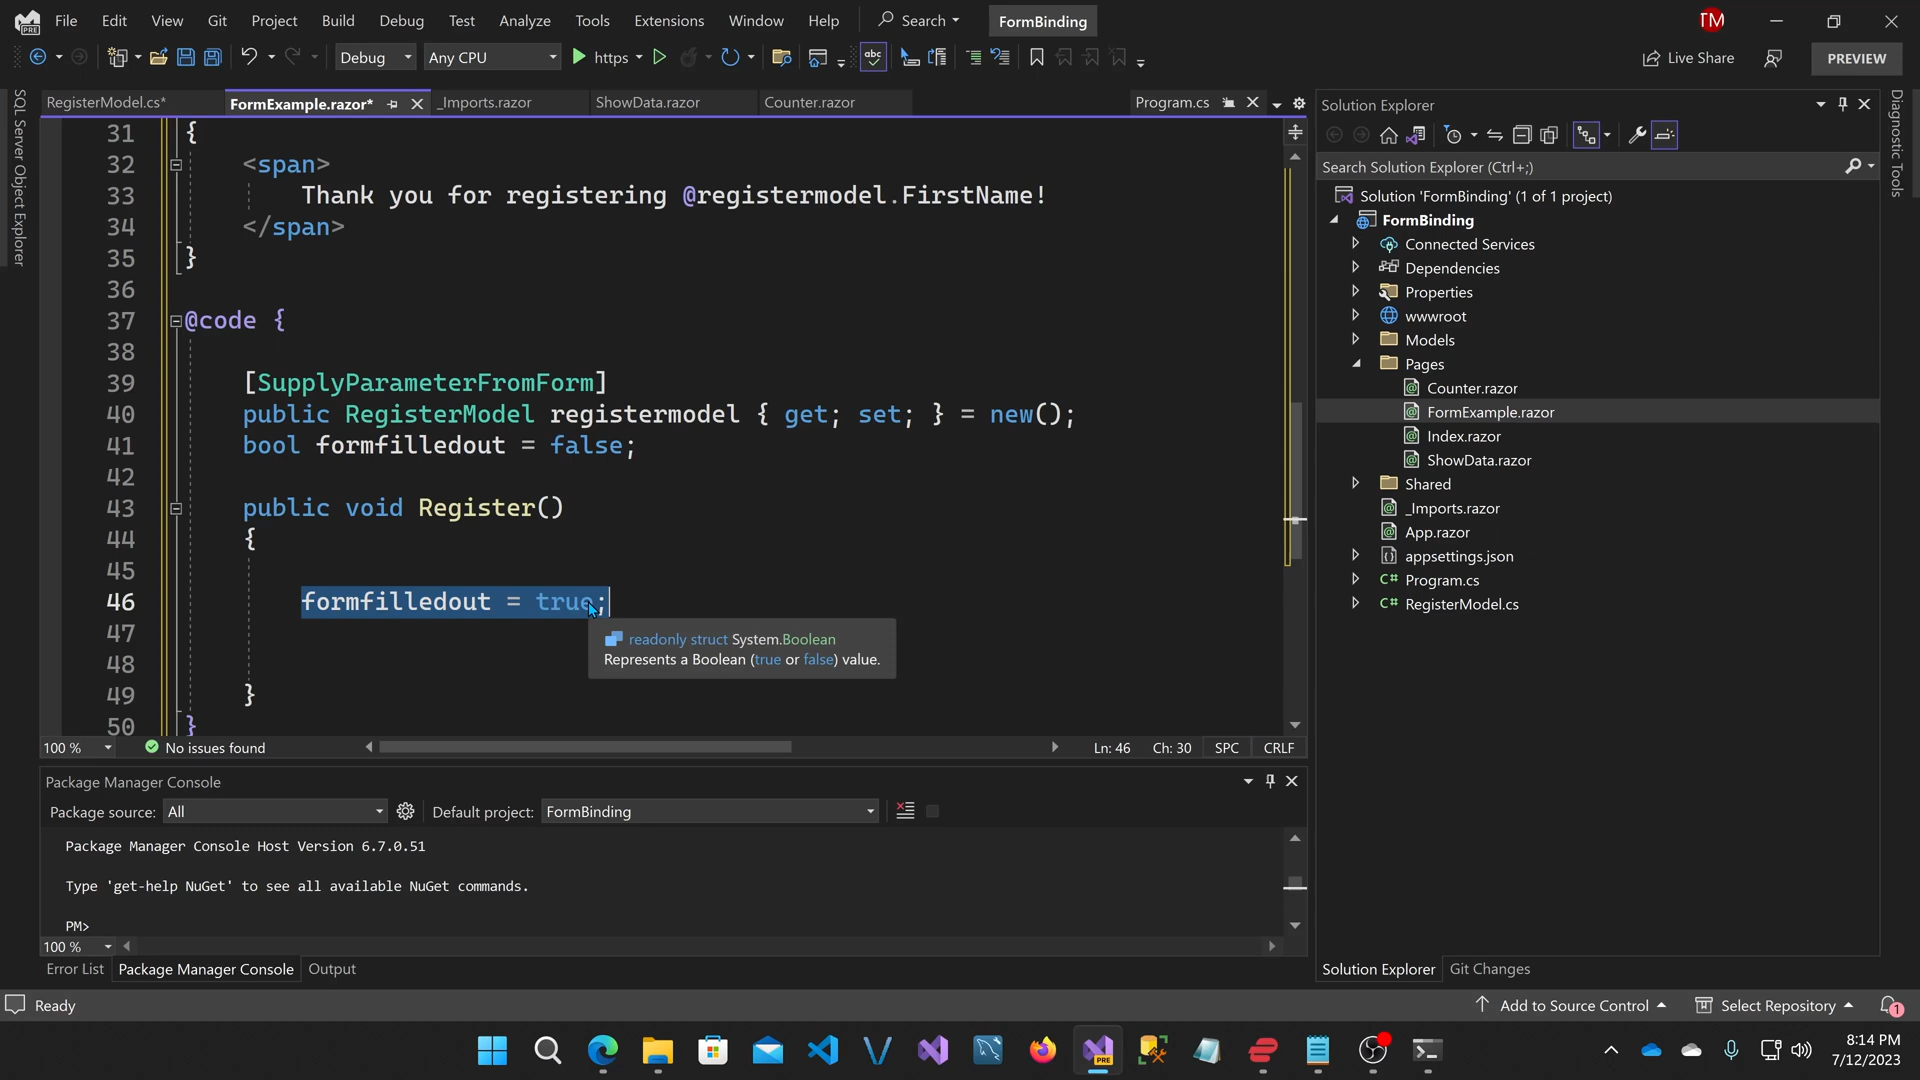 PRE
File Edit View Git Project Build Debug Test Analyze Tools Extensions Window Help Search FormBinding TM
Debug Any CPU https abc Live Share PREVIEW
RegisterModel.cs* FormExample.razor* _Imports.razor ShowData.razor Counter.razor Program.cs
SQL Server Object Explorer
31 {
32 <span>
33 Thank you for registering @registermodel.FirstName!
34 </span>
35 }
36
37 @code {
38
39 [SupplyParameterFromForm]
40 public RegisterModel registermodel { get; set; } = new();
41 bool formfilledout = false;
42
43 public void Register()
44 {
45
46 formfilledout = true;
47
48
49 }
50 }
readonly struct System.Boolean
Represents a Boolean (true or false) value.
100 % No issues found Ln: 46 Ch: 30 SPC CRLF
Package Manager Console
Package source: All Default project: FormBinding
Package Manager Console Host Version 6.7.0.51
Type 'get-help NuGet' to see all available NuGet commands.
PM>
100 %
Error List Package Manager Console Output
Solution Explorer
Search Solution Explorer (Ctrl+;)
Solution 'FormBinding' (1 of 1 project)
FormBinding
Connected Services
Dependencies
Properties
wwwroot
Models
Pages
Counter.razor
FormExample.razor
Index.razor
ShowData.razor
Shared
_Imports.razor
App.razor
appsettings.json
C# Program.cs
C# RegisterModel.cs
Solution Explorer Git Changes
Diagnostic Tools
Ready Add to Source Control Select Repository 1
PRE
8:14 PM
7/12/2023